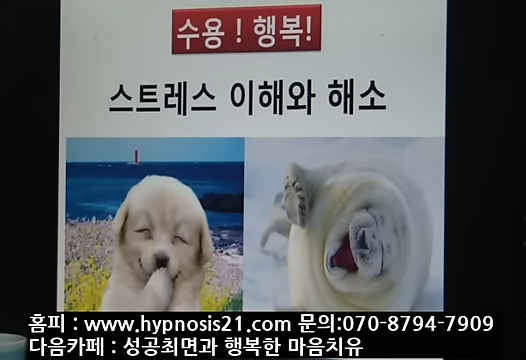 수용 ! 행복!
스트레스 이해와 해소
홈피 : www.hypnosis21.com 문의:070-8794-7909
다음카페 : 성공최면과 행복한 마음치유